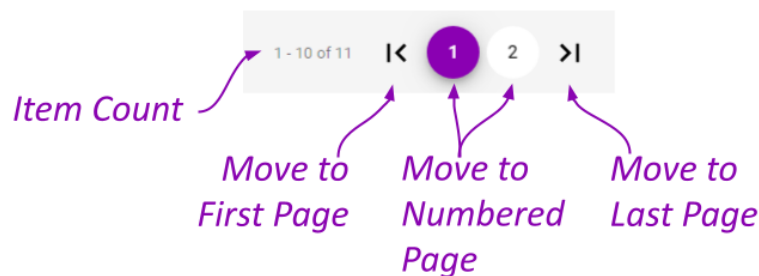 1 - 10 of 11
1
2
Item Count
Move to
First Page
Move to
Numbered
Page
Move to
Last Page